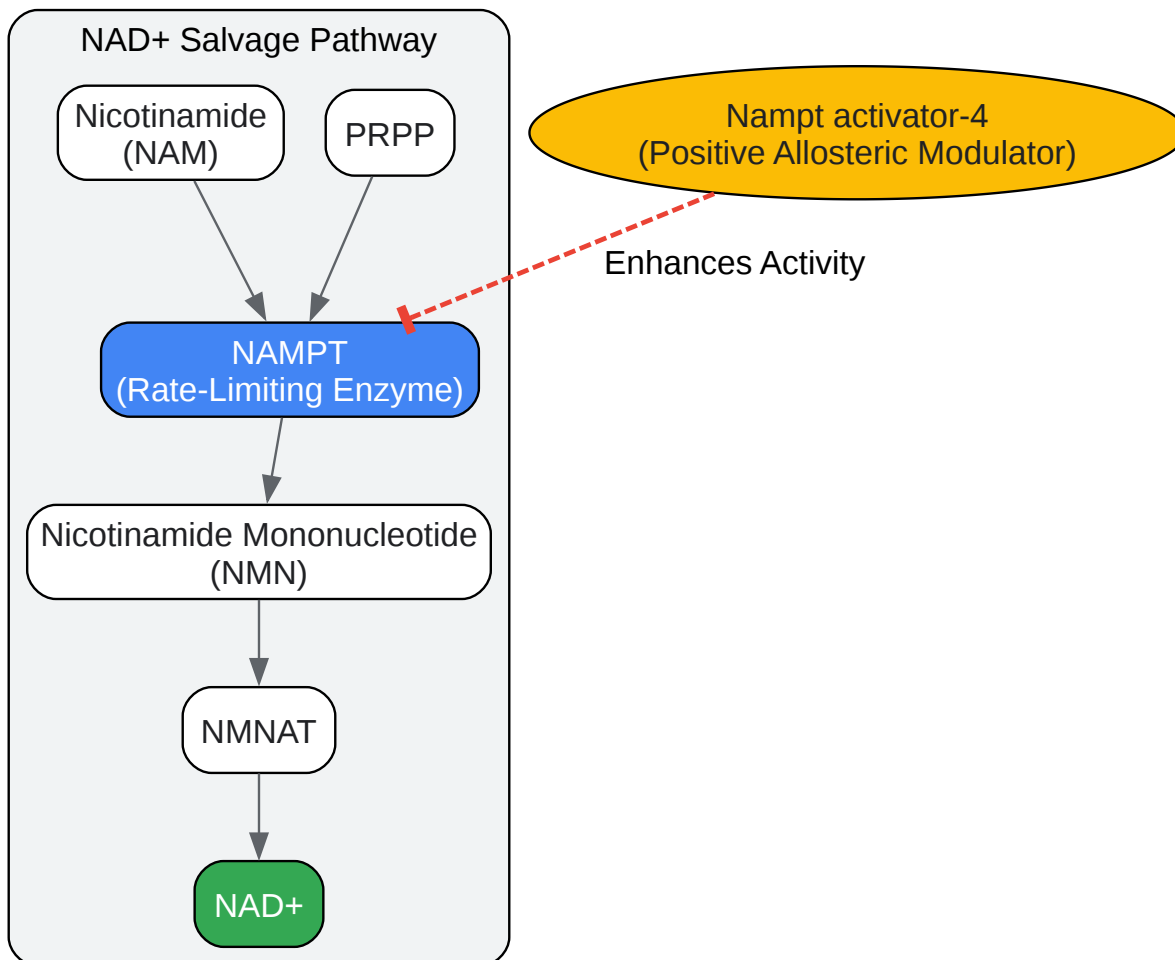 NAD+ Salvage Pathway
Nicotinamide
(NAM)
PRPP
Nampt activator-4
(Positive Allosteric Modulator)
Enhances Activity
NAMPT
(Rate-Limiting Enzyme)
Nicotinamide Mononucleotide
(NMN)
NMNAT
NAD+